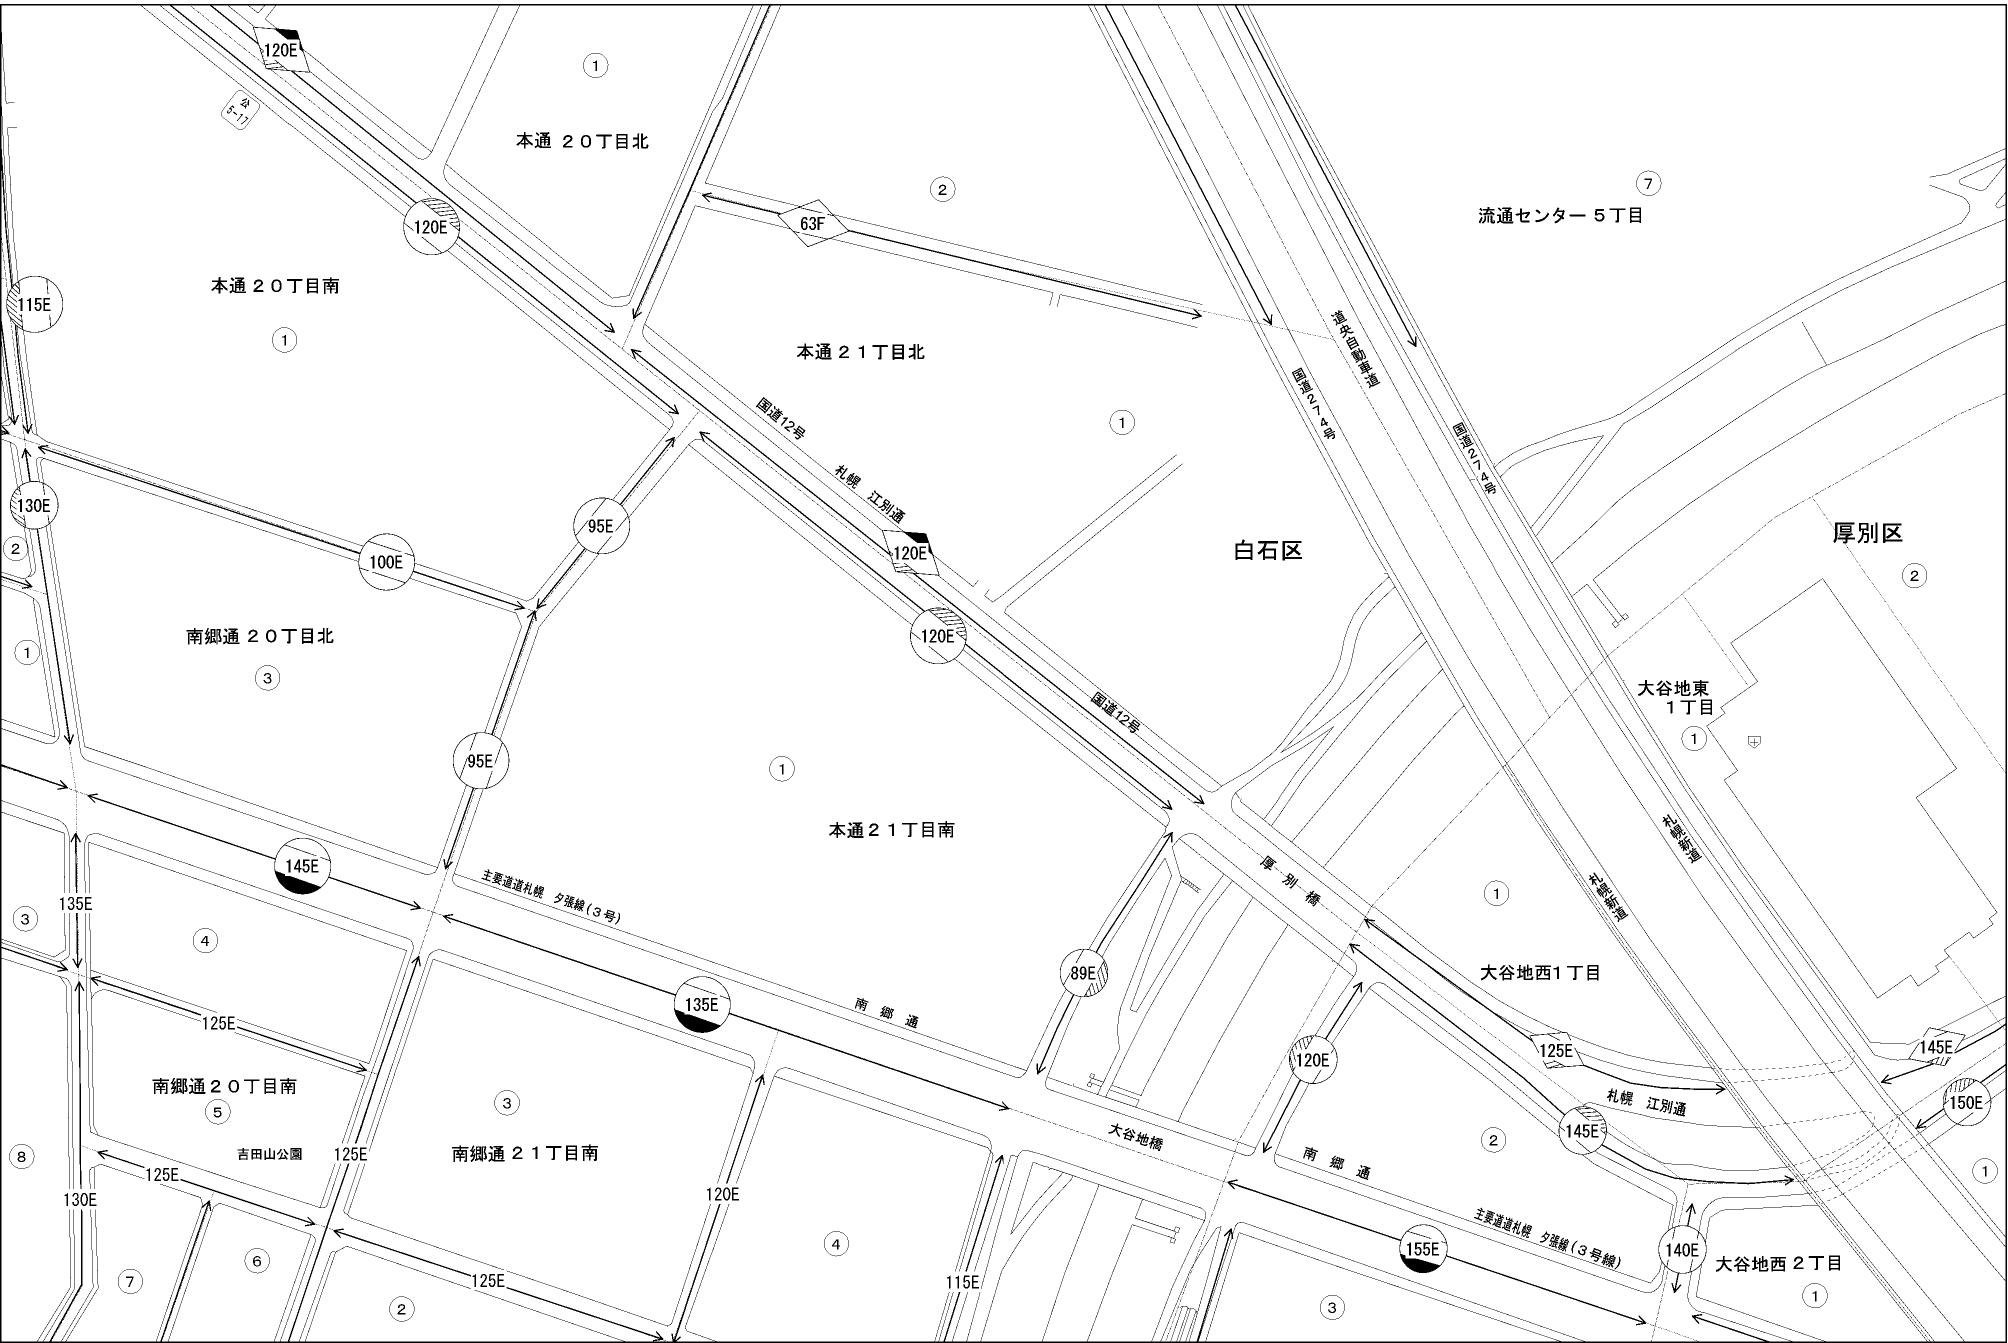 120E
公
5-17
①
本通 ２０丁目北
②
⑦
流通センター ５丁目
63F
120E
本通 ２０丁目南
①
115E
本通 ２１丁目北
①
道央自動車道
国道274号
国道274号
国道12号
札幌 江別通
130E
②
100E
95E
120E
白石区
厚別区
②
南郷通 ２０丁目北
③
①
120E
国道12号
大谷地東
１丁目
①
95E
①
本通 ２１丁目南
札幌新道
札幌新道
145E
主要道道札幌 夕張線(３号)
厚別橋
①
135E
③
④
89E
大谷地西１丁目
135E
南郷通
125E
120E
125E
145E
145E
150E
札幌 江別通
南郷通２０丁目南
⑤
③
南郷通 ２１丁目南
大谷地橋
南郷通
②
⑧
吉田山公園
125E
125E
130E
120E
①
主要道道札幌 夕張線(３号線)
155E
140E
大谷地西 ２丁目
①
⑥
⑦
125E
②
④
115E
③